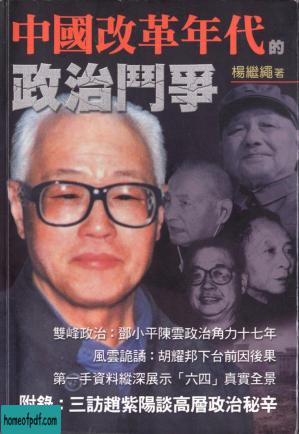 中國改革年代的
政治鬥爭
楊繼繩著
雙峰政治：鄧小平陳雲政治角力十七年
風雲詭譎：胡耀邦下台前因後果
第一手資料縱深展示「六四」真實全景
附錄：三訪趙紫陽談高層政治秘辛
www.
homeofpdf.com